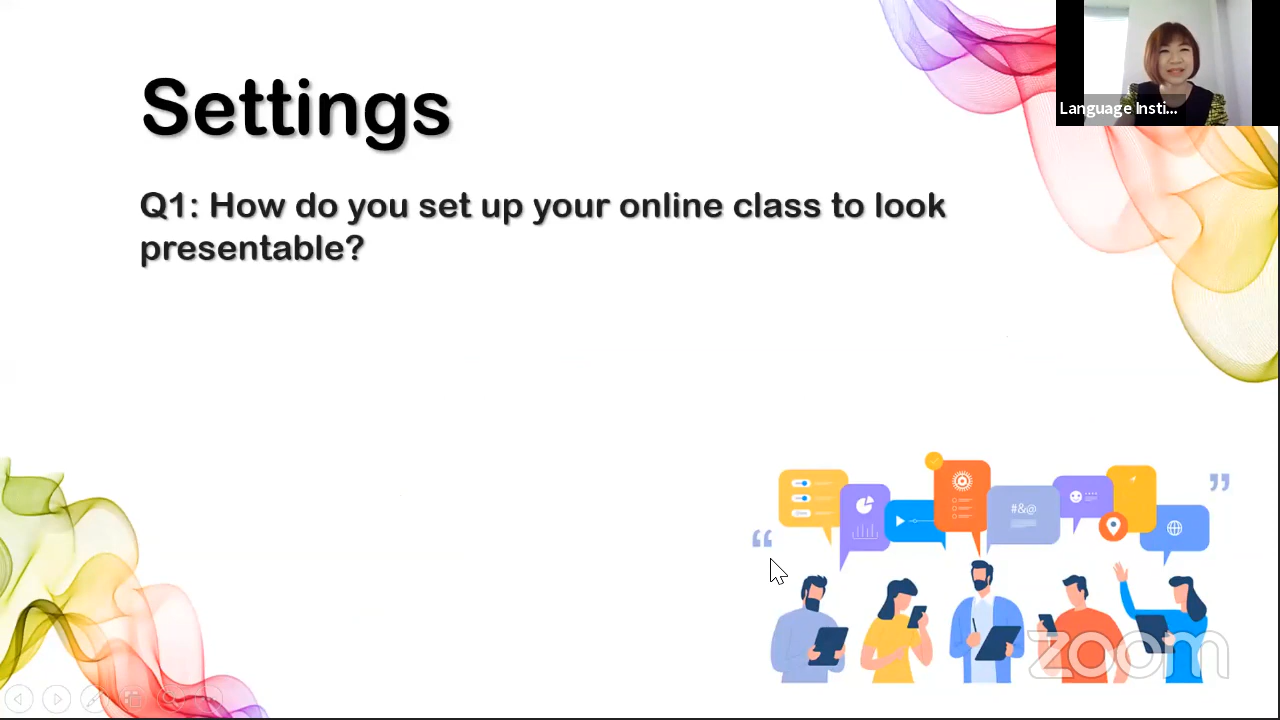 Settings
Language Insti...
Q1: How do you set up your online class to look
presentable?
“
”
#&@
zoom